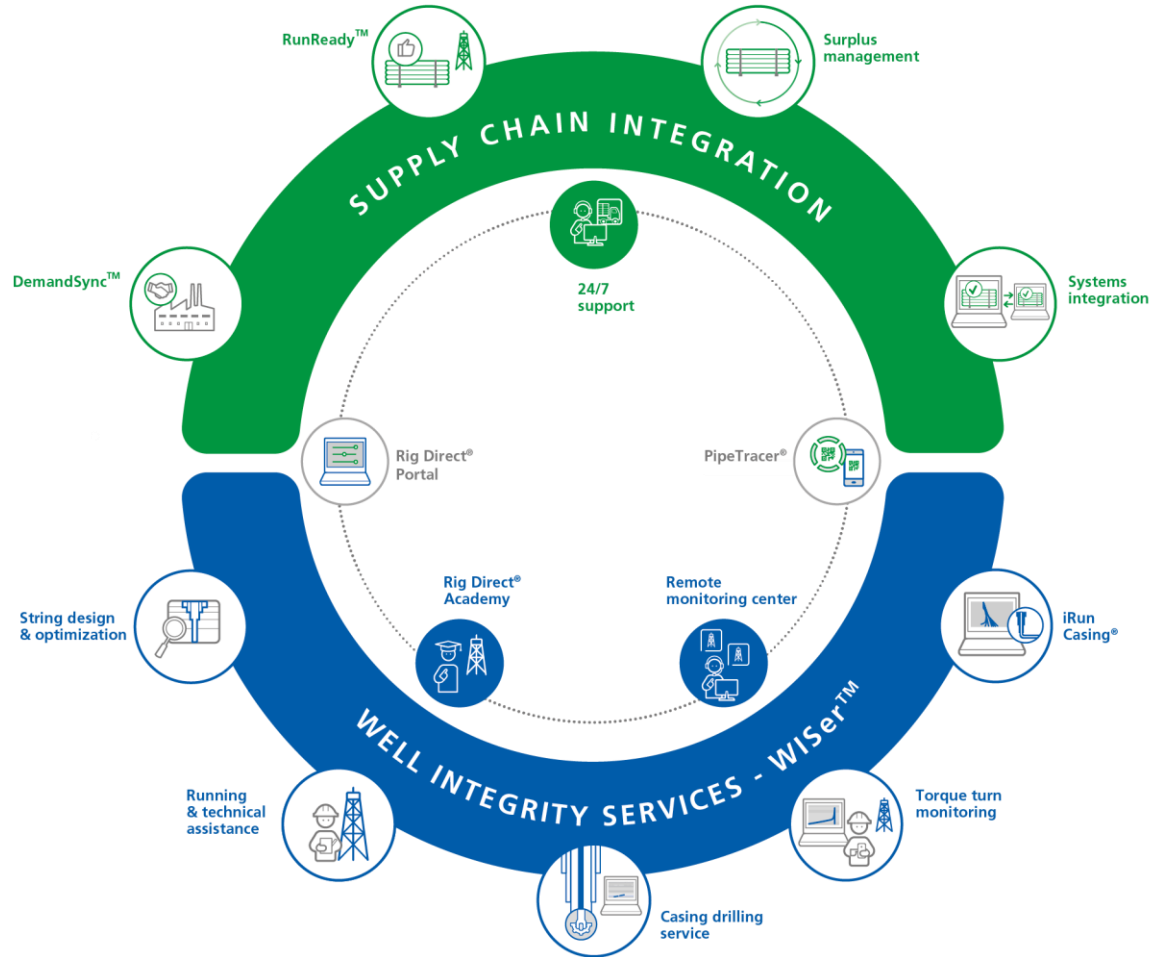 RunReady™
Surplus
management
SUPPLY CHAIN INTEGRATION
DemandSync™
24/7
support
Systems
integration
Rig Direct®
Portal
PipeTracer®
Rig Direct®
Academy
Remote
monitoring center
String design
& optimization
iRun
Casing®
WELL INTEGRITY SERVICES - WISer™
Running
& technical
assistance
Torque turn
monitoring
Casing drilling
service